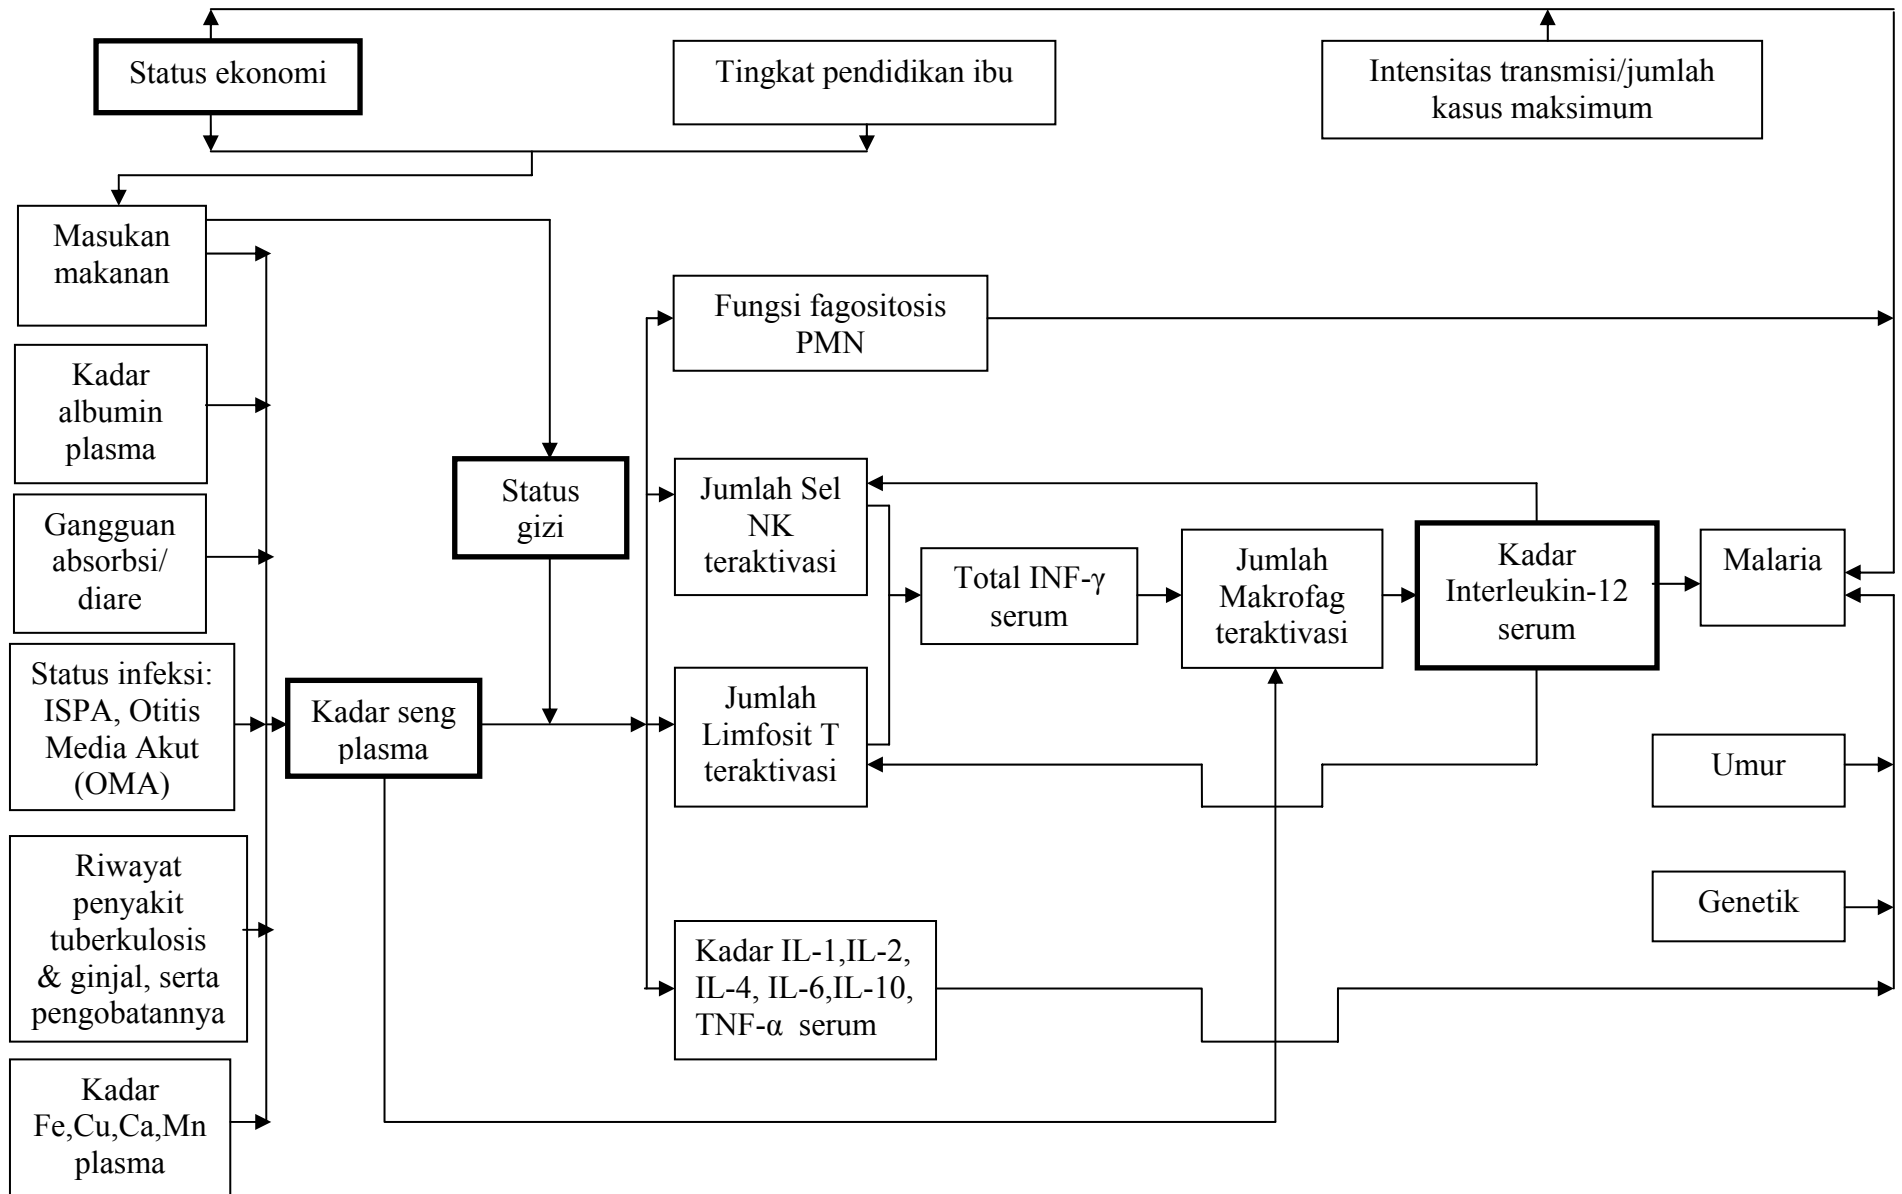 Status ekonomi
Tingkat pendidikan ibu
Intensitas transmisi/jumlah
kasus maksimum
Masukan
makanan
Fungsi fagositosis
PMN
Kadar
albumin
plasma
Status
gizi
Jumlah Sel
NK
teraktivasi
Gangguan
absorbsi/
diare
Total INF-γ
serum
Jumlah
Makrofag
teraktivasi
Kadar
Interleukin-12
serum
Malaria
Status infeksi:
ISPA, Otitis
Media Akut
(OMA)
Kadar seng
plasma
Jumlah
Limfosit T
teraktivasi
Umur
Riwayat
penyakit
tuberkulosis
& ginjal, serta
pengobatannya
Genetik
Kadar IL-1,IL-2,
IL-4, IL-6,IL-10,
TNF-α serum
Kadar
Fe,Cu,Ca,Mn
plasma